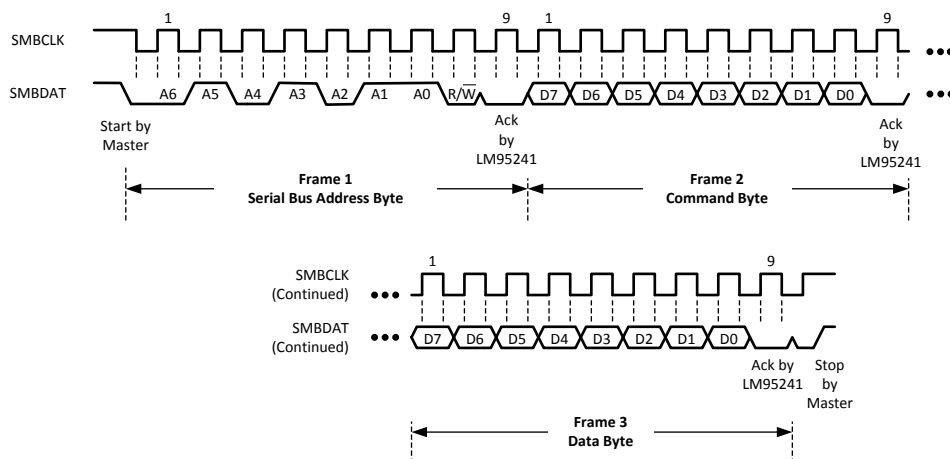 1 9 1 9
SMBCLK
SMBDAT
A6 A5 A4 A3 A2 A1 A0 R/W̅ D7 D6 D5 D4 D3 D2 D1 D0
Start by
Master
Ack
by
LM95241
Ack
by
LM95241
Frame 1
Serial Bus Address Byte
Frame 2
Command Byte
1 9
SMBCLK
(Continued)
SMBDAT
(Continued)
D7 D6 D5 D4 D3 D2 D1 D0
Ack by
LM95241
Stop
by
Master
Frame 3
Data Byte